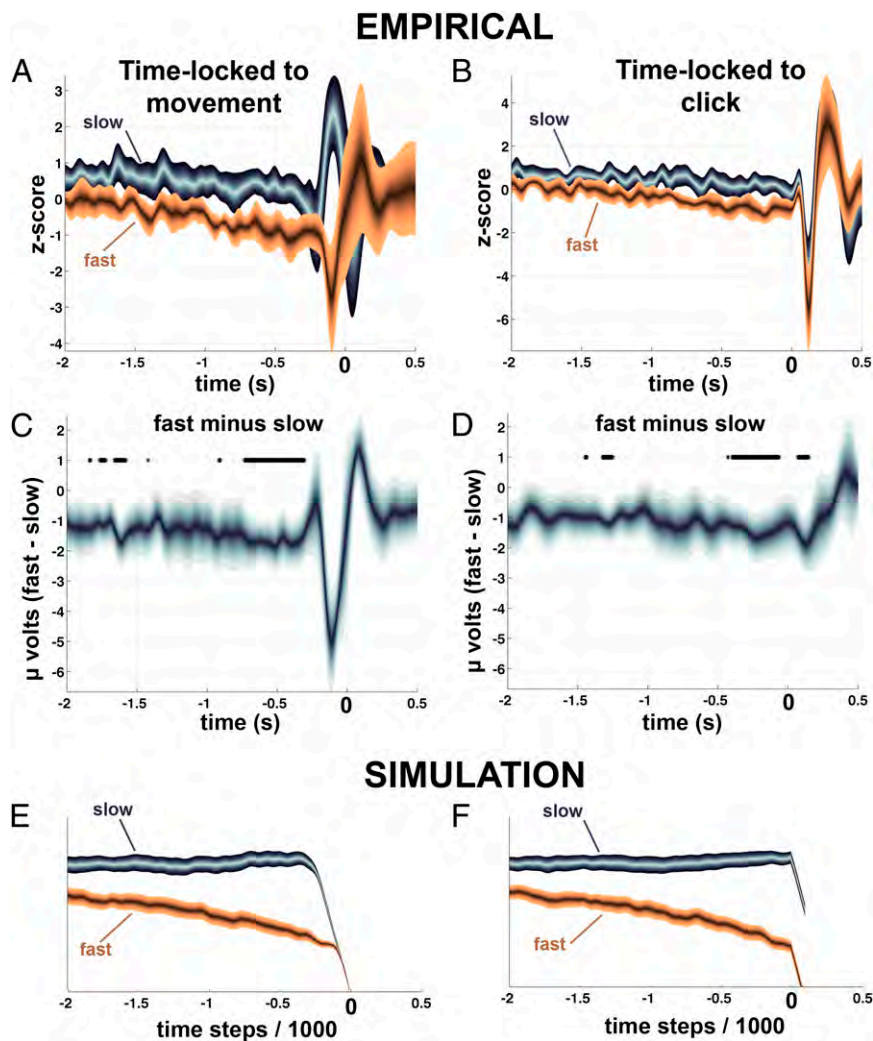 EMPIRICAL
A
Time-locked to
movement
slow
fast
z-score
3
2
1
0
-1
-2
-3
-4
-2 -1.5 -1 -0.5 0 0.5
time (s)
B
Time-locked to
click
slow
fast
z-score
4
2
0
-2
-4
-6
-2 -1.5 -1 -0.5 0 0.5
time (s)
C
fast minus slow
µ volts (fast - slow)
2
1
0
-1
-2
-3
-4
-5
-6
-2 -1.5 -1 -0.5 0 0.5
time (s)
D
fast minus slow
µ volts (fast - slow)
2
1
0
-1
-2
-3
-4
-5
-6
-2 -1.5 -1 -0.5 0 0.5
time (s)
SIMULATION
E
slow
fast
-2 -1.5 -1 -0.5 0 0.5
time steps / 1000
F
slow
fast
-2 -1.5 -1 -0.5 0 0.5
time steps / 1000